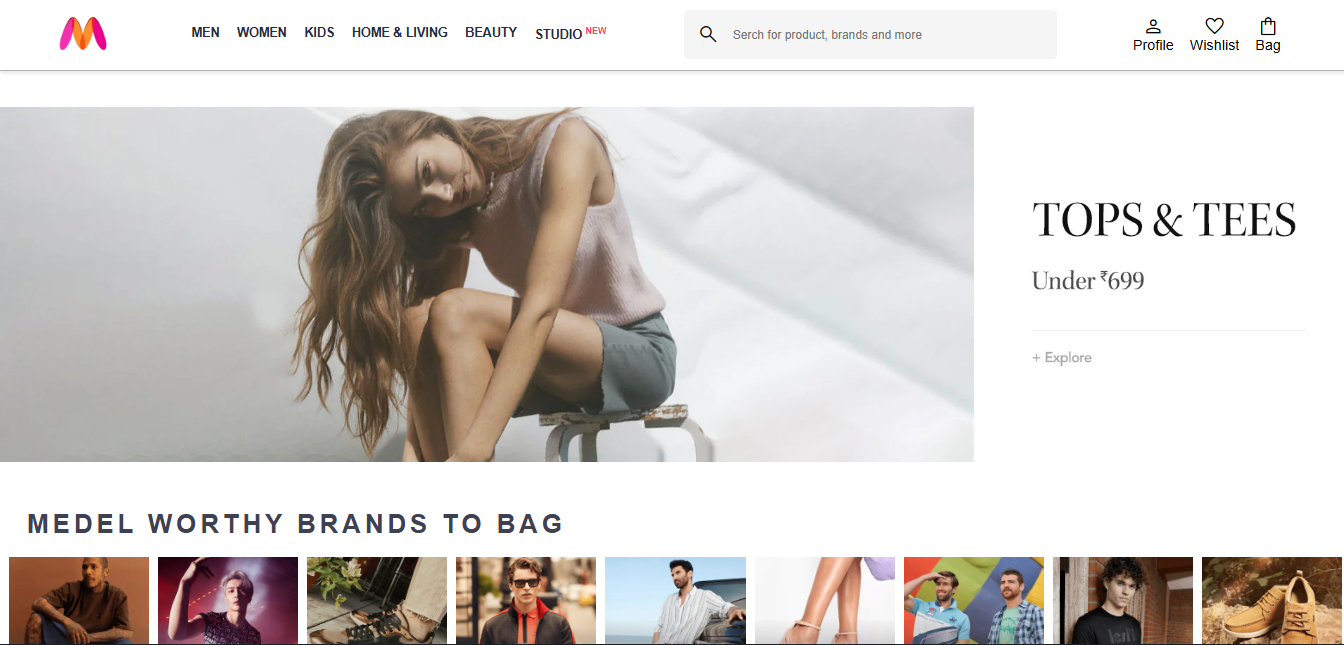 MEN WOMEN KIDS HOME & LIVING BEAUTY STUDIO NEW
Serch for product, brands and more
Profile Wishlist Bag
TOPS & TEES
Under ₹699
+ Explore
MEDEL WORTHY BRANDS TO BAG